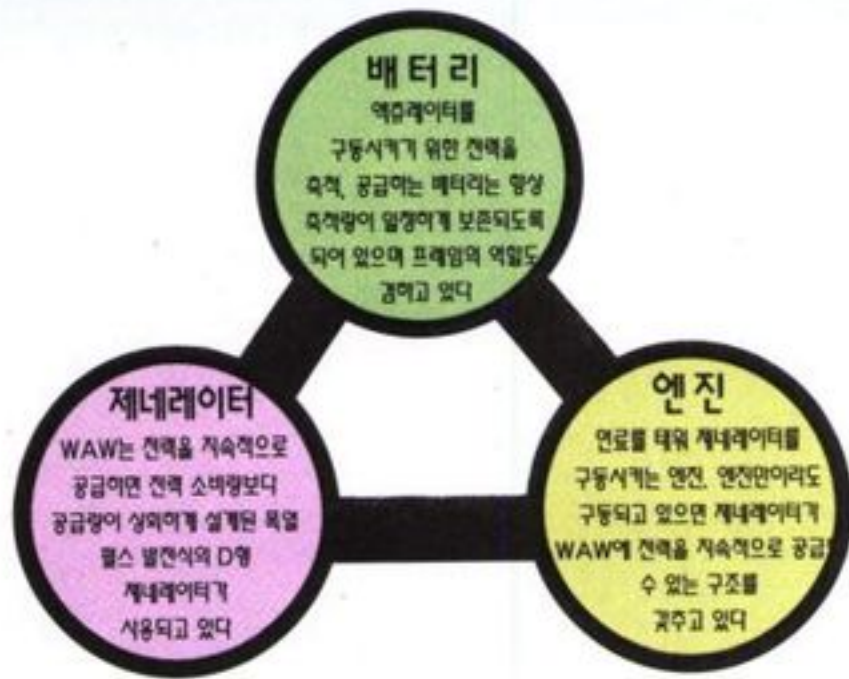 배터리
액츄레이터를
구동시키기 위한 전력을
축척, 공급하는 배터리는 항상
축척량이 일정하게 보존되도록
되어 있으며 프레임의 역할도
겸하고 있다
제네레이터
WAW는 전력을 지속적으로
공급하면 전력 소비량보다
공급량이 상회하게 설계된 폭열
펄스 발전식의 D형
제네레이터가
사용되고 있다
엔진
연료를 태워 제네레이터를
구동시키는 엔진. 엔진만이라도
구동되고 있으면 제네레이터가
WAW에 전력을 지속적으로
수 있는 구조를
갖추고 있다